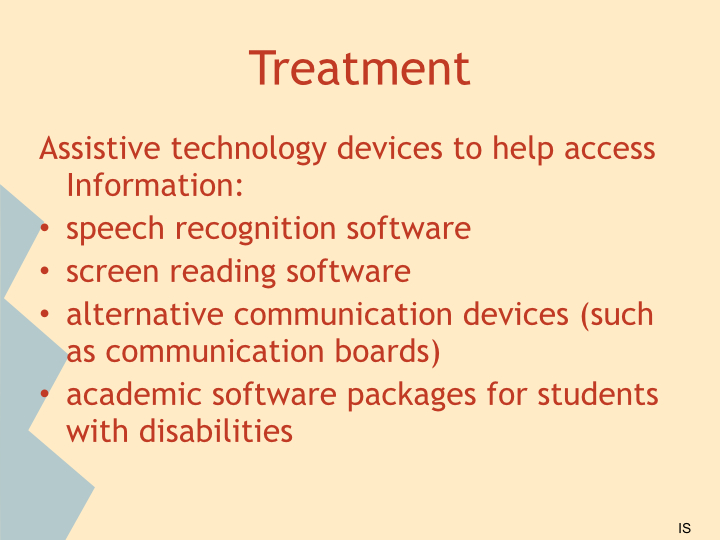 Treatment
Assistive technology devices to help access
Information:
• speech recognition software
• screen reading software
• alternative communication devices (such
as communication boards)
• academic software packages for students
with disabilities
IS